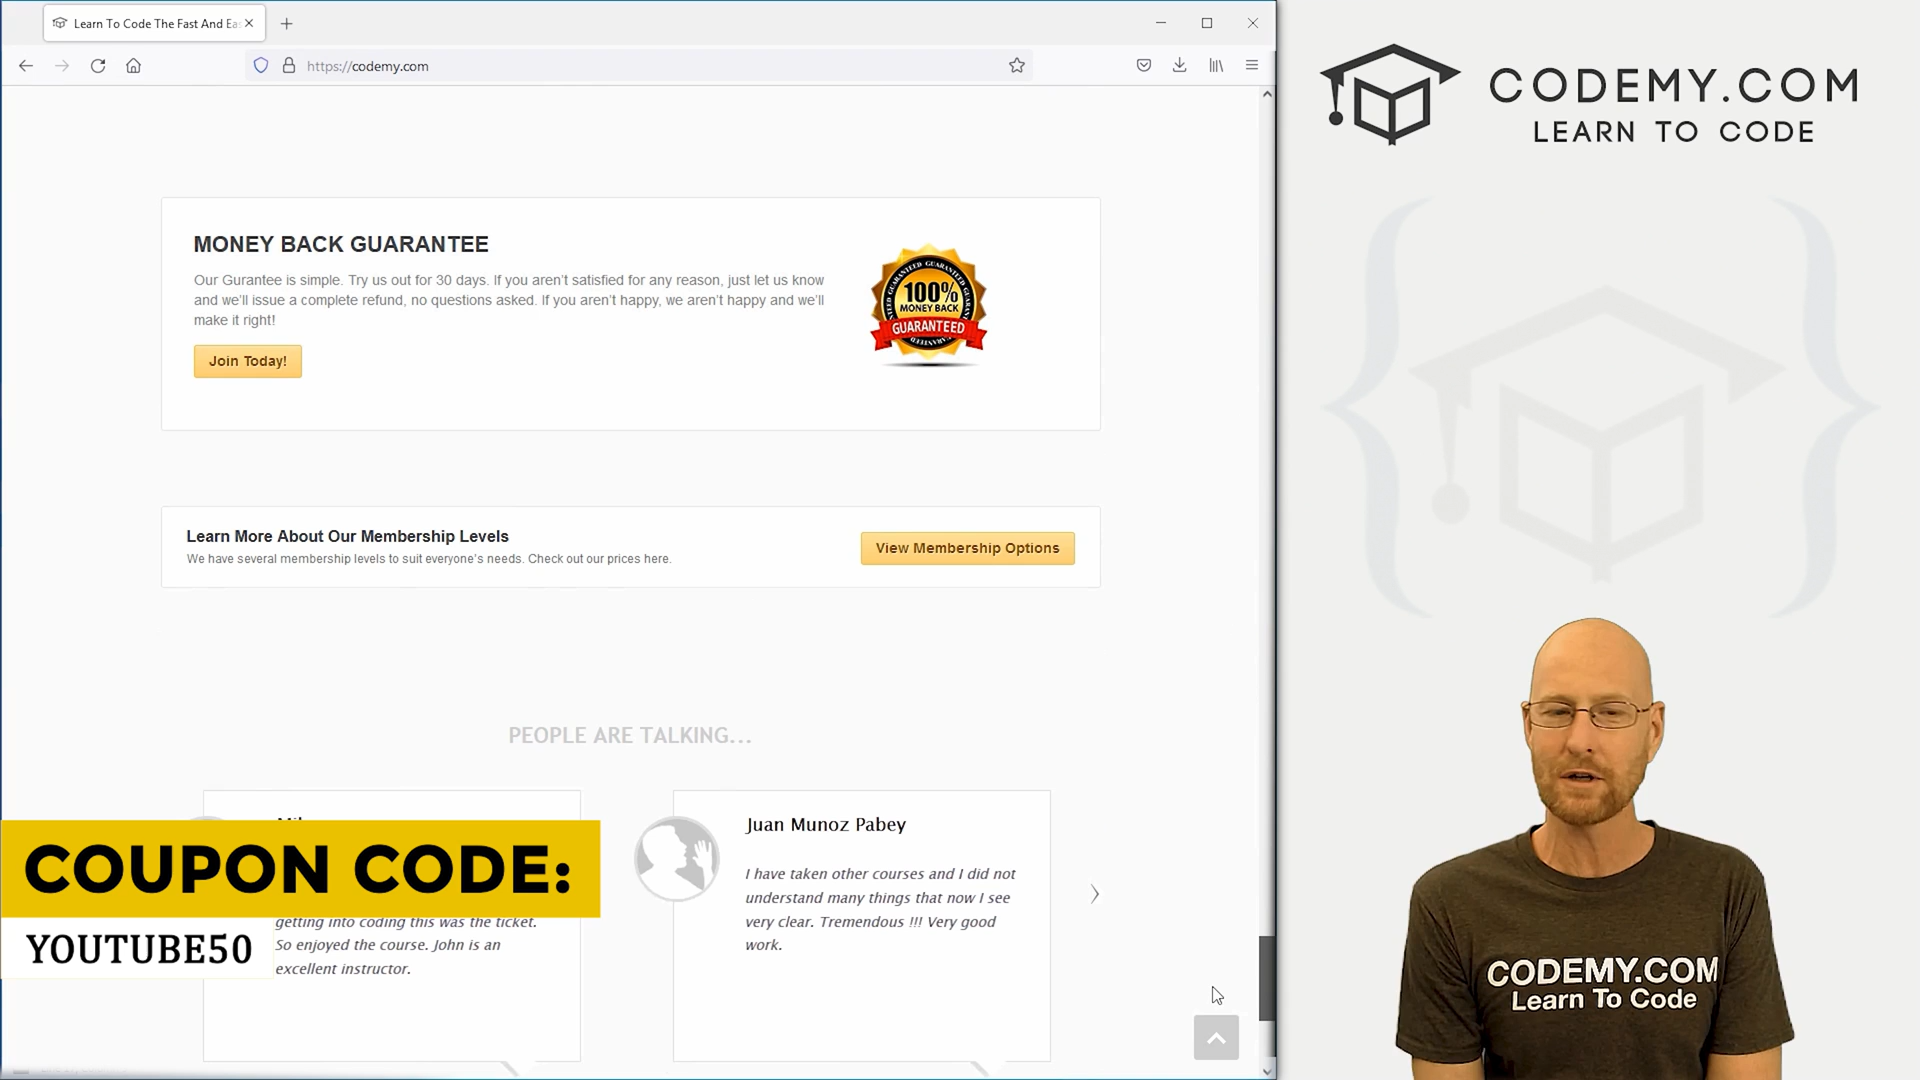 Learn To Code The Fast And Eas
https://codemy.com
CODEMY.COM
LEARN TO CODE
MONEY BACK GUARANTEE
Our Gurantee is simple. Try us out for 30 days. If you aren't satisfied for any reason, just let us know
and we'll issue a complete refund, no questions asked. If you aren't happy, we aren't happy and we'll
make it right!
Join Today!
GUARANTEED GUARANTEED
100%
MONEY BACK
GUARANTEED
Learn More About Our Membership Levels
We have several membership levels to suit everyone's needs. Check out our prices here.
View Membership Options
PEOPLE ARE TALKING...
COUPON CODE:
YOUTUBE50
getting into coding this was the ticket.
So enjoyed the course. John is an
excellent instructor.
Juan Munoz Pabey
I have taken other courses and I did not
understand many things that now I see
very clear. Tremendous !!! Very good
work.
CODEMY.COM
Learn To Code